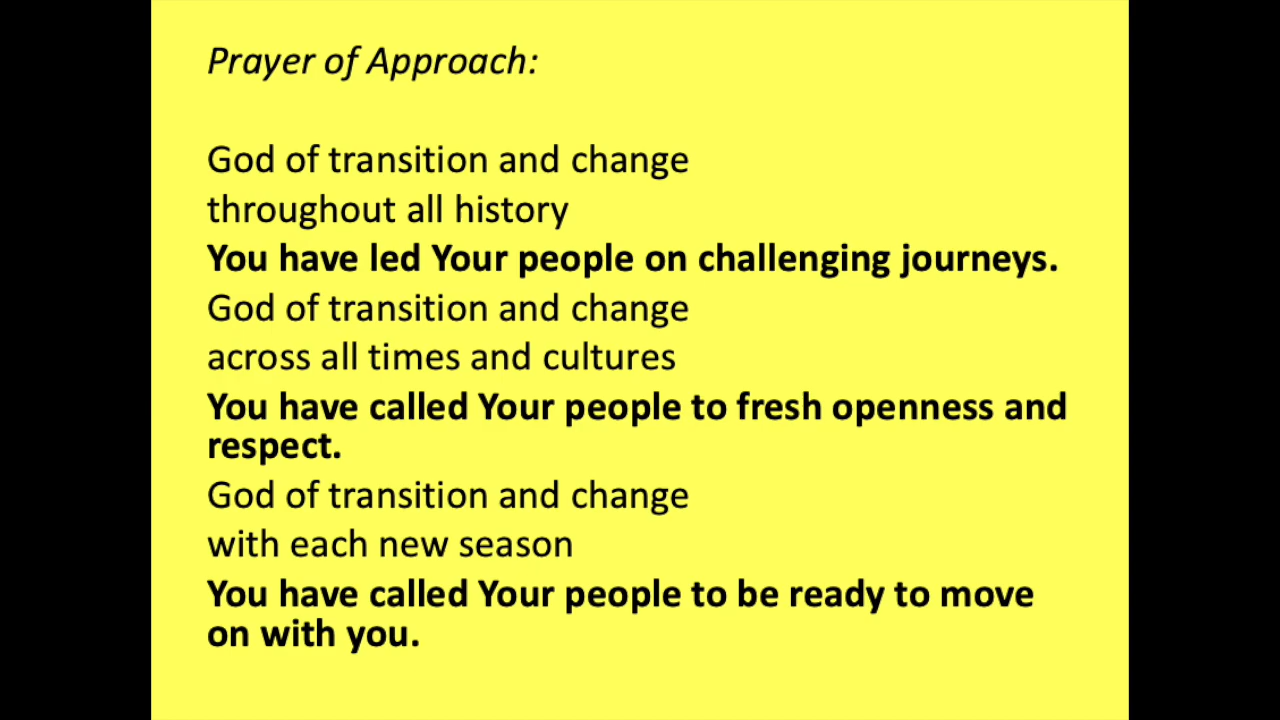 Prayer of Approach:
God of transition and change
throughout all history
You have led Your people on challenging journeys.
God of transition and change
across all times and cultures
You have called Your people to fresh openness and
respect.
God of transition and change
with each new season
You have called Your people to be ready to move
on with you.